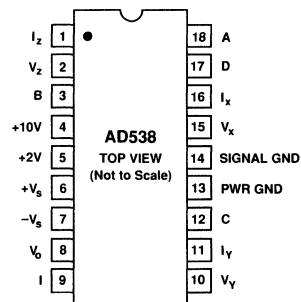 I_Z 1 18 A
V_Z 2 17 D
B 3 16 I_X
+10V 4 15 V_X
+2V 5 14 SIGNAL GND
+V_S 6 13 PWR GND
−V_S 7 12 C
V_O 8 11 I_Y
I 9 10 V_Y
AD538
TOP VIEW
(Not to Scale)